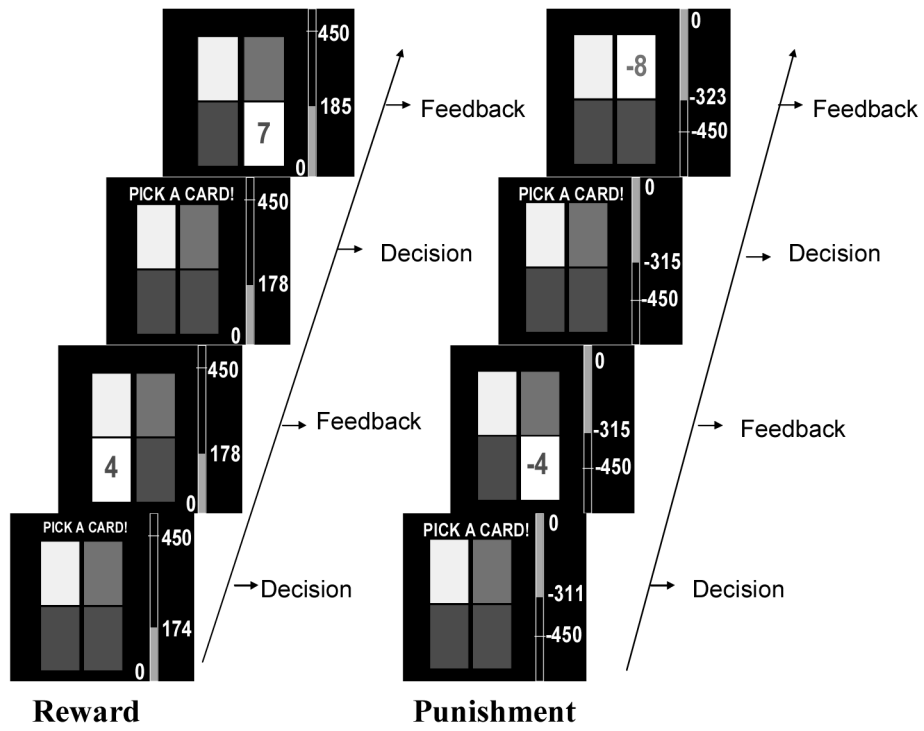 450
185
0
7
Feedback
PICK A CARD!
450
178
0
Decision
450
178
0
4
Feedback
PICK A CARD!
450
174
0
Decision
Reward
0
-323
-450
-8
Feedback
PICK A CARD!
0
-315
-450
Decision
0
-315
-450
-4
Feedback
PICK A CARD!
0
-311
-450
Decision
Punishment